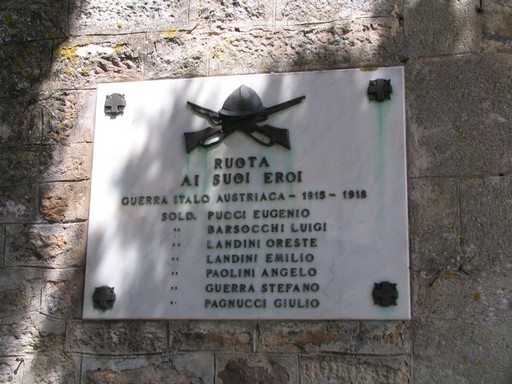 RUOTA
AI SUOI EROI
GUERRA ITALO AUSTRIACA - 1915 - 1918
SOLD. PUCCI EUGENIO
" BARSOCCHI LUIGI
" LANDINI ORESTE
" LANDINI EMILIO
" PAOLINI ANGELO
" GUERRA STEFANO
" PAGNUCCI GIULIO